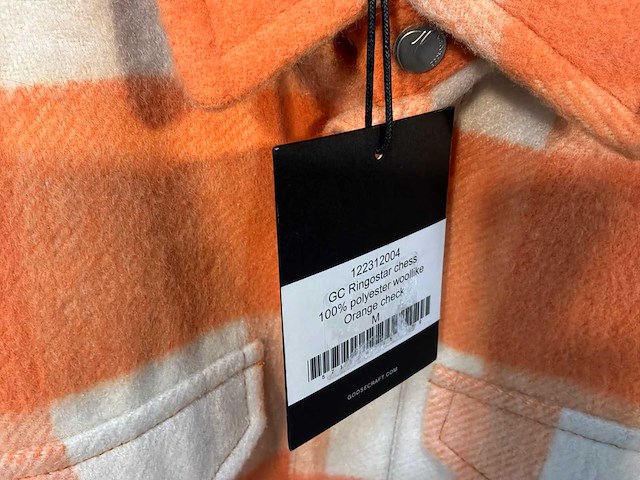 122312004
GC Ringostar chess
100% polyester woollike
Orange check
M
GOOSECRAFT.COM